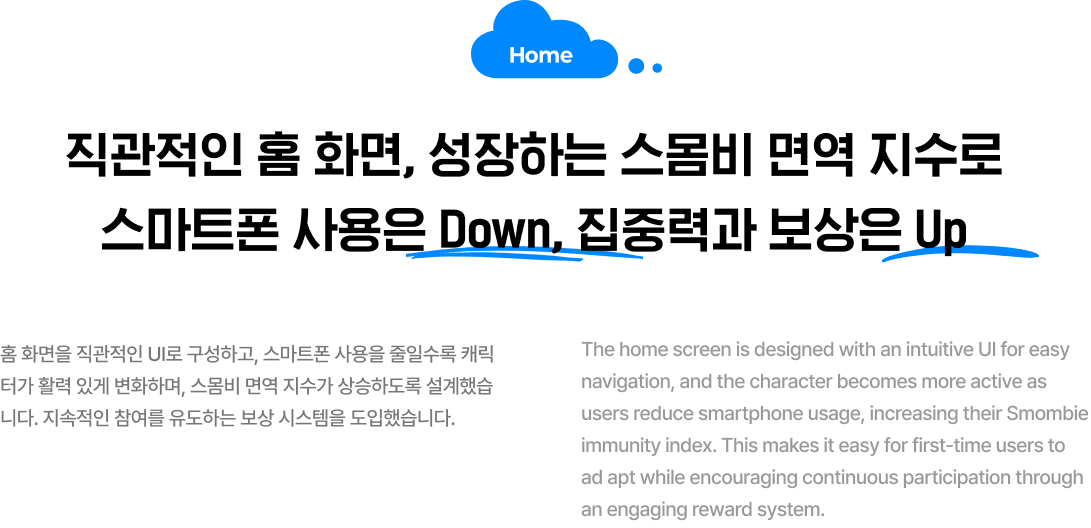 Home
직관적인 홈 화면, 성장하는 스몸비 면역 지수로
스마트폰 사용은 Down, 집중력과 보상은 Up
홈 화면을 직관적인 UI로 구성하고, 스마트폰 사용을 줄일수록 캐릭
터가 활력 있게 변화하며, 스몸비 면역 지수가 상승하도록 설계했습
니다. 지속적인 참여를 유도하는 보상 시스템을 도입했습니다.
The home screen is designed with an intuitive UI for easy
navigation, and the character becomes more active as
users reduce smartphone usage, increasing their Smombie
immunity index. This makes it easy for first-time users to
ad apt while encouraging continuous participation through
an engaging reward system.